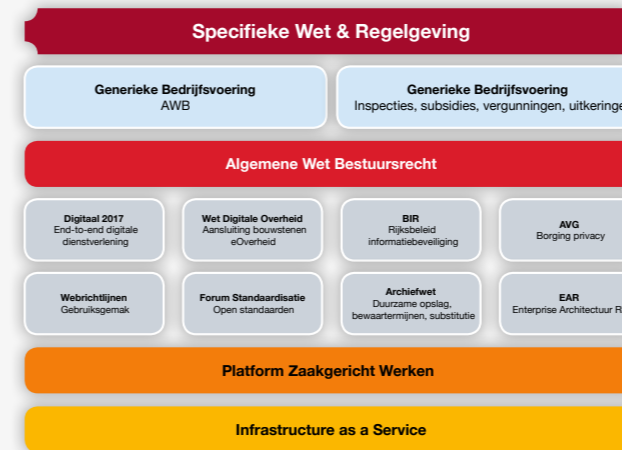 Specifieke Wet & Regelgeving
Generieke Bedrijfsvoering
AWB
Generieke Bedrijfsvoering
Inspecties, subsidies, vergunningen, uitkeringe
Algemene Wet Bestuursrecht
Digitaal 2017
End-to-end digitale
dienstverlening
Wet Digitale Overheid
Aansluiting bouwstenen
eOverheid
BIR
Rijksbeleid
informatiebeveiliging
AVG
Borging privacy
Webrichtlijnen
Gebruiksgemak
Forum Standaardisatie
Open standaarden
Archiefwet
Duurzame opslag,
bewaartermijnen, substitutie
EAR
Enterprise Architectuur R
Platform Zaakgericht Werken
Infrastructure as a Service